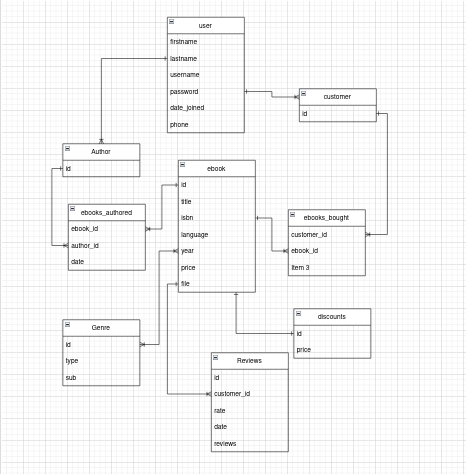 user
firstname
lastname
username
password
date_joined
phone
customer
id
Author
id
ebook
id
title
isbn
language
year
price
file
ebooks_authored
ebook_id
author_id
date
ebooks_bought
customer_id
ebook_id
Item 3
discounts
id
price
Genre
id
type
sub
Reviews
id
customer_id
rate
date
reviews